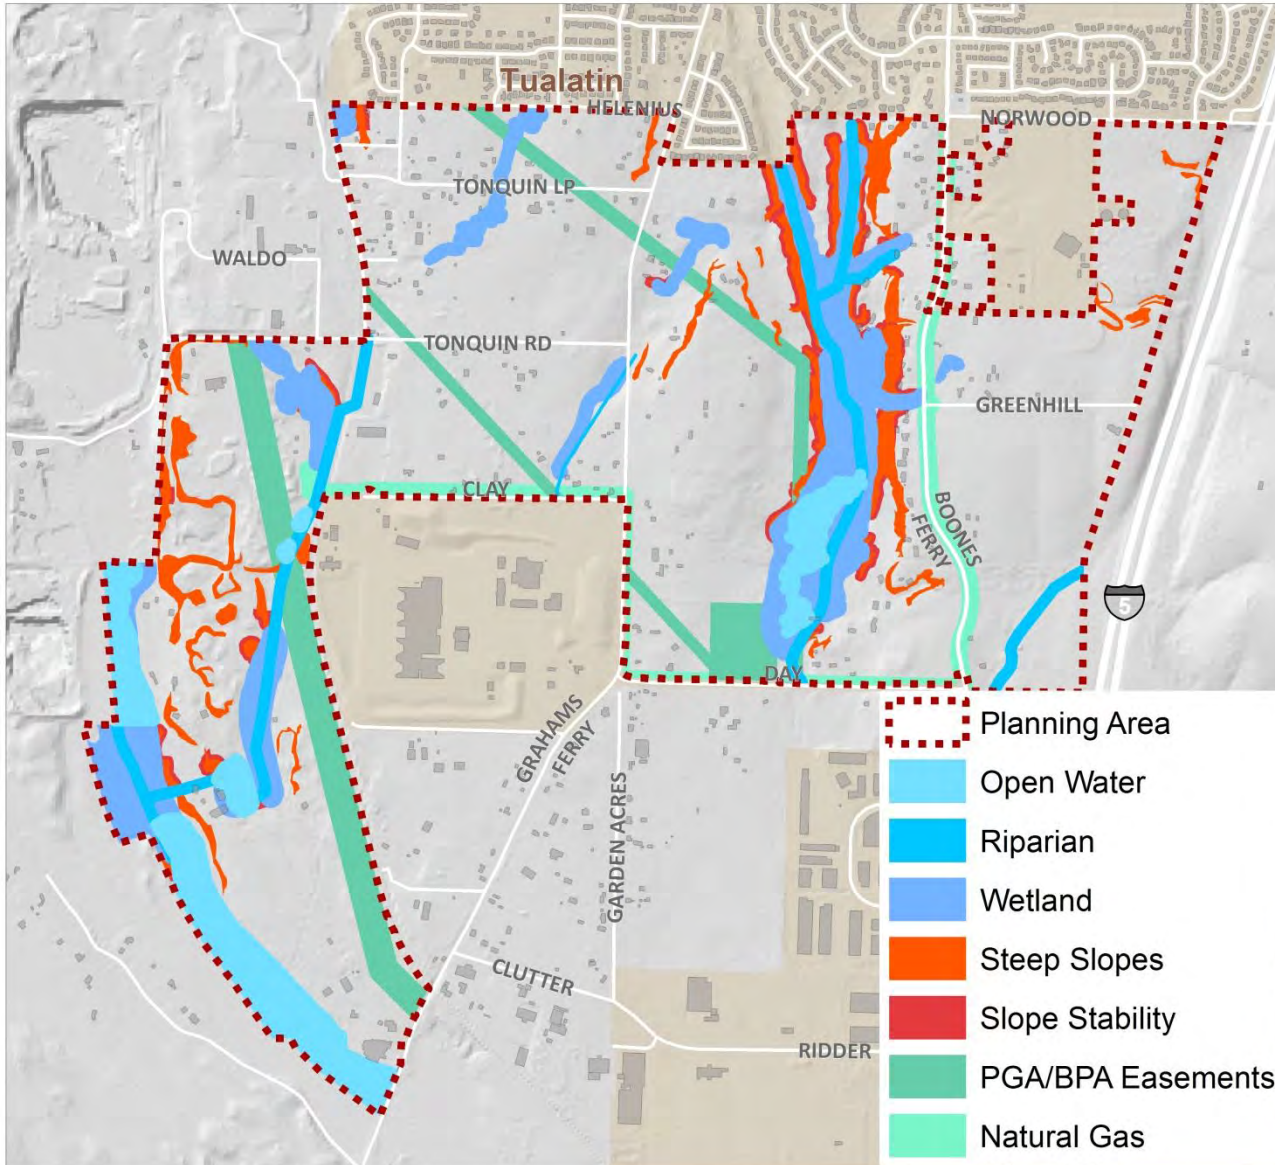 Tualatin
HELENIUS
NORWOOD
TONQUIN LP
WALDO
TONQUIN RD
GREENHILL
CLAY
BOONES
FERRY
5
DAY
GRAHAMS
FERRY
GARDEN ACRES
CLUTTER
RIDDER
Planning Area
Open Water
Riparian
Wetland
Steep Slopes
Slope Stability
PGA/BPA Easements
Natural Gas